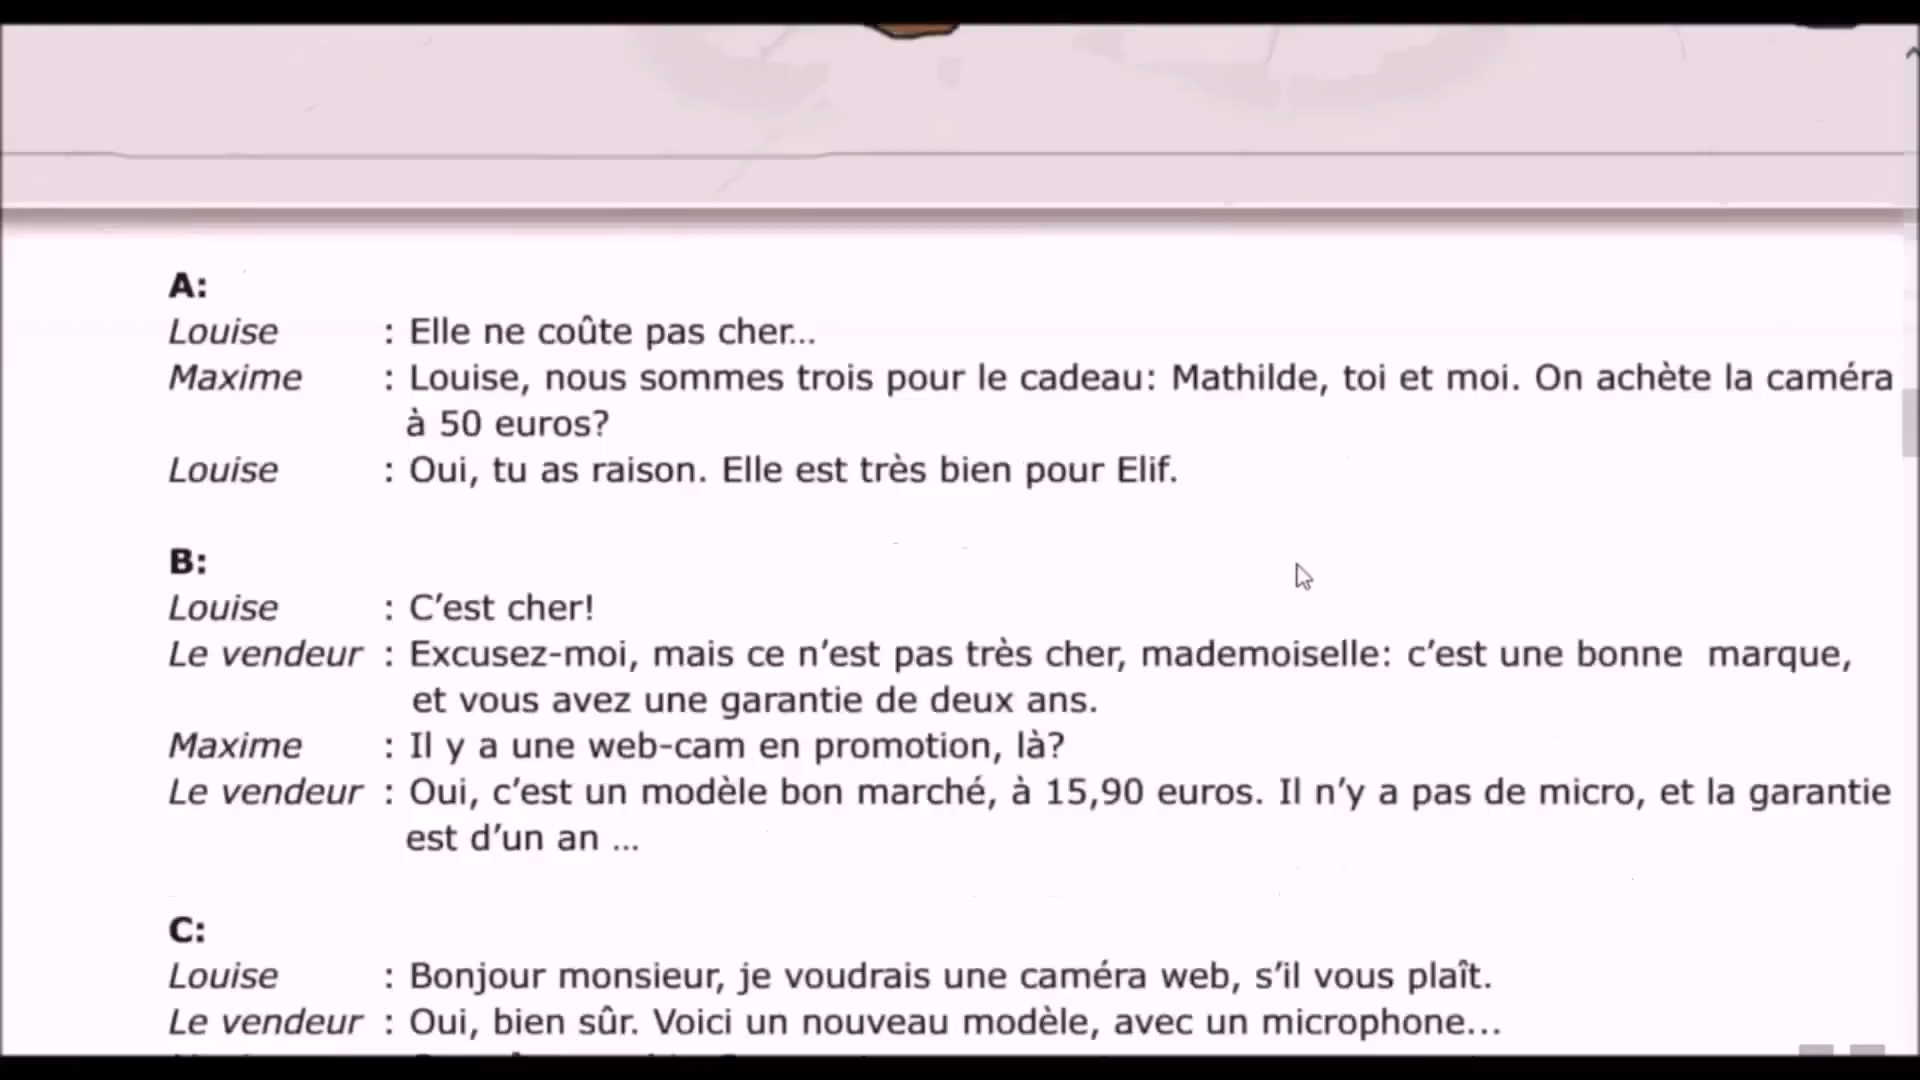 A:
Louise : Elle ne coûte pas cher...
Maxime : Louise, nous sommes trois pour le cadeau: Mathilde, toi et moi. On achète la caméra
à 50 euros?
Louise : Oui, tu as raison. Elle est très bien pour Elif.
B:
Louise : C’est cher!
Le vendeur : Excusez-moi, mais ce n’est pas très cher, mademoiselle: c’est une bonne marque,
et vous avez une garantie de deux ans.
Maxime : Il y a une web-cam en promotion, là?
Le vendeur : Oui, c’est un modèle bon marché, à 15,90 euros. Il n’y a pas de micro, et la garantie
est d’un an ...
C:
Louise : Bonjour monsieur, je voudrais une caméra web, s’il vous plaît.
Le vendeur : Oui, bien sûr. Voici un nouveau modèle, avec un microphone...